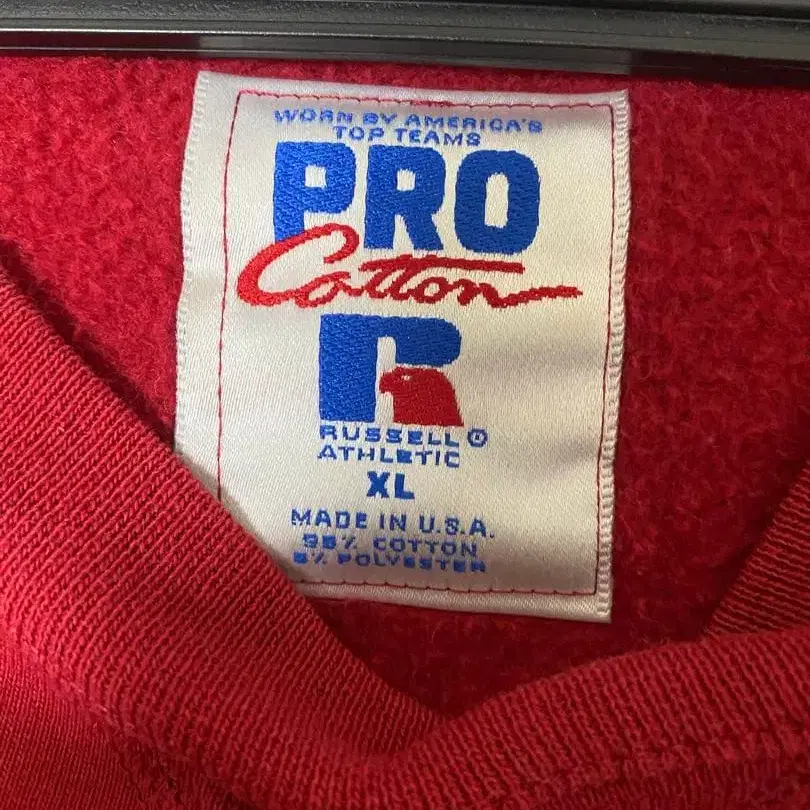 WORN BY AMERICA'S
TOP TEAMS
PRO
Cotton
R
RUSSELL ®
ATHLETIC
XL
MADE IN U.S.A.
95% COTTON
5% POLYESTER